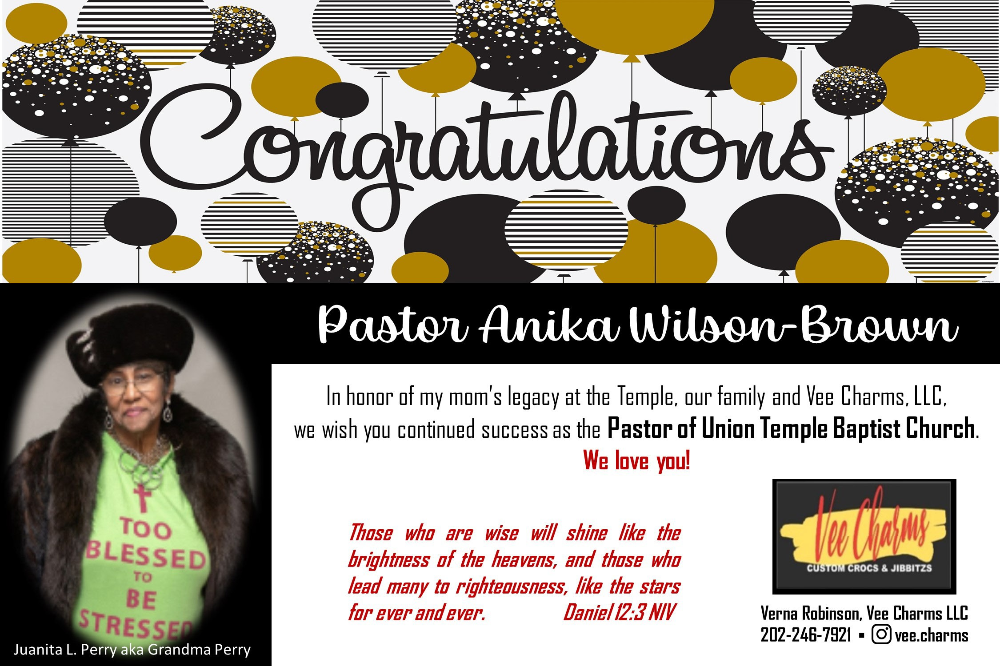 Congratulations
Pastor Anika Wilson-Brown
In honor of my mom's legacy at the Temple, our family and Vee Charms, LLC,
we wish you continued success as the Pastor of Union Temple Baptist Church.
We love you!
TOO
BLESSED
TO
BE
STRESSED
Juanita L. Perry aka Grandma Perry
Those who are wise will shine like the
brightness of the heavens, and those who
lead many to righteousness, like the stars
for ever and ever. Daniel 12:3 NIV
Vee Charms
CUSTOM CROCS & JIBBITZS
Verna Robinson, Vee Charms LLC
202-246-7921 ▪ vee.charms